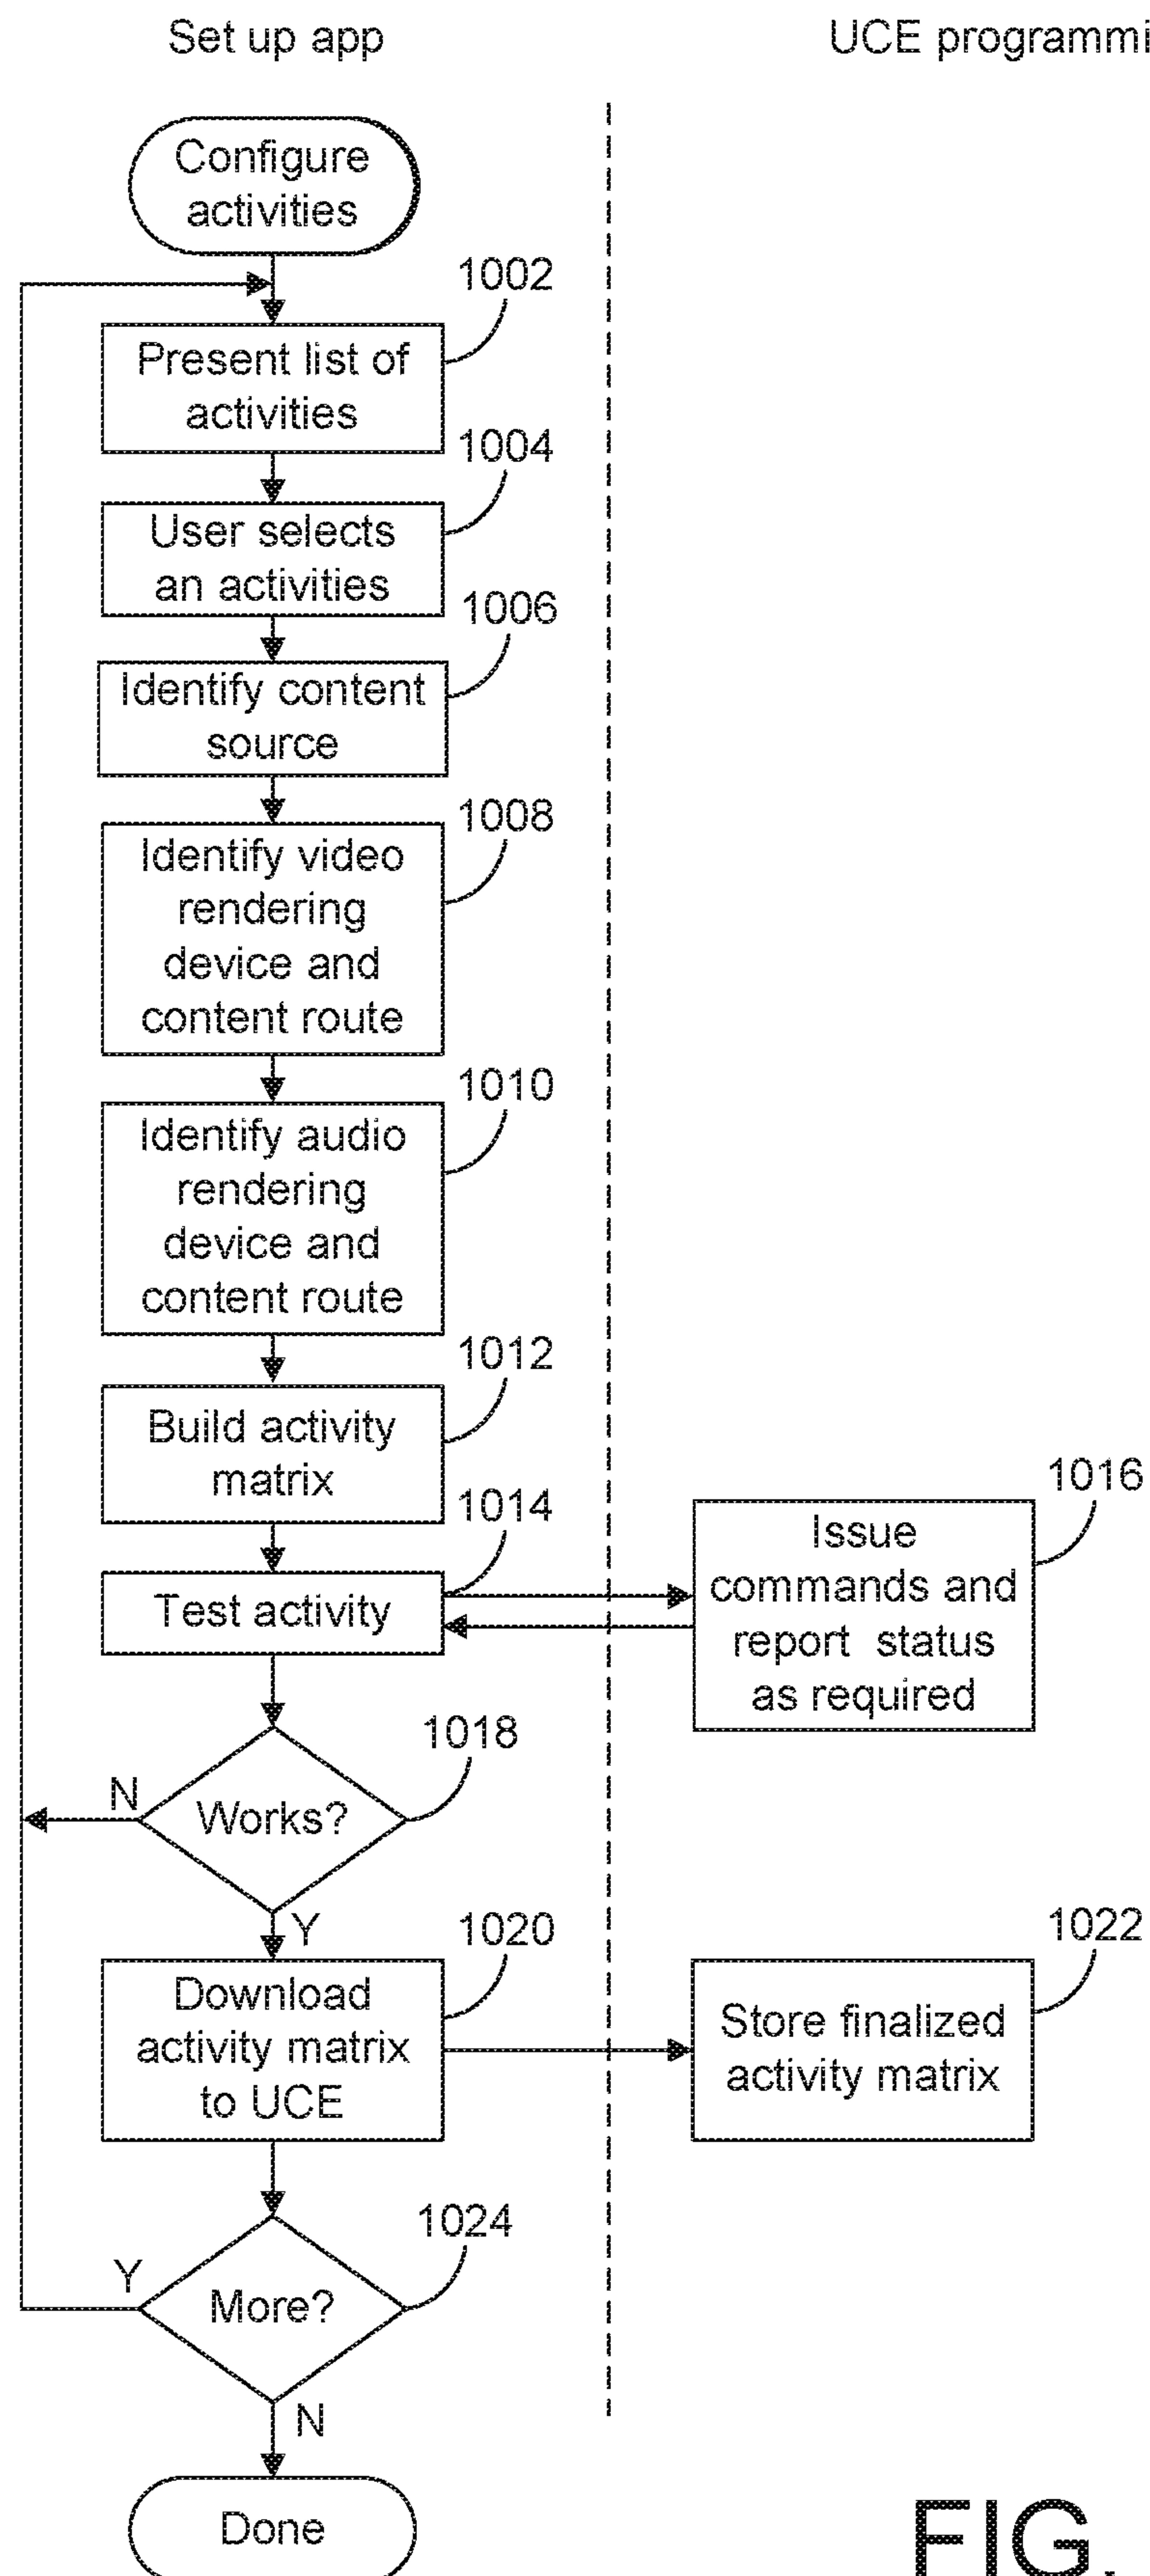 Set up app
UCE programmi
Configure
activities
1002
Present list of
activities
1004
User selects
an activities
1006
Identify content
source
1008
Identify video
rendering
device and
content route
1010
Identify audio
rendering
device and
content route
1012
Build activity
matrix
1014
Test activity
1016
Issue
commands and
report status
as required
1018
Works?
N
Y
1020
Download
activity matrix
to UCE
1022
Store finalized
activity matrix
1024
More?
Y
N
Done
FIG.